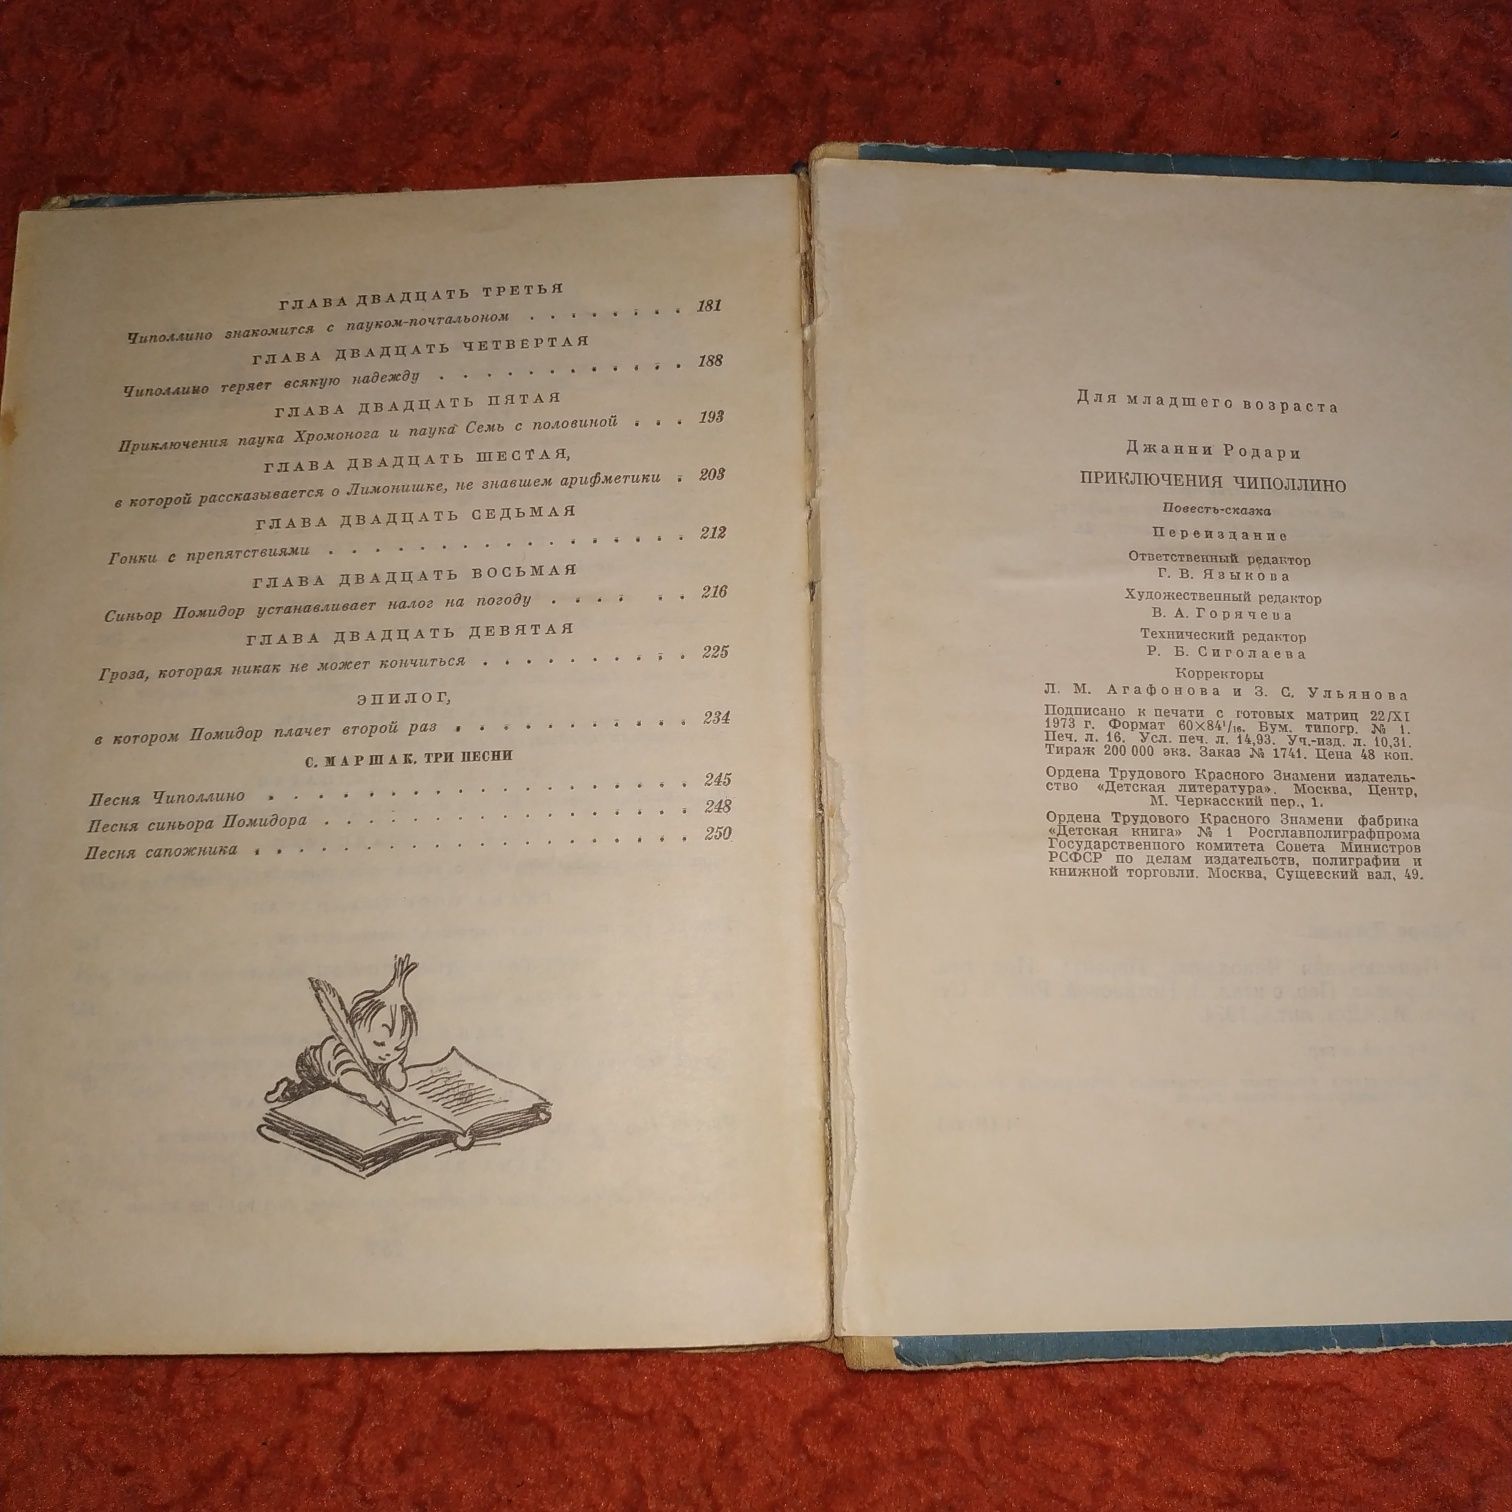 ГЛАВА ДВАДЦАТЬ ТРЕТЬЯ
Чиполлино знакомится с пауком-почтальоном . . . . . . . . 181
ГЛАВА ДВАДЦАТЬ ЧЕТВЕРТАЯ
Чиполлино теряет всякую надежду . . . . . . . . . . . 188
ГЛАВА ДВАДЦАТЬ ПЯТАЯ
Приключения паука Хромонога и паука Семь с половиной . . . 193
ГЛАВА ДВАДЦАТЬ ШЕСТАЯ,
в которой рассказывается о Лимонишке, не знавшем арифметики . 203
ГЛАВА ДВАДЦАТЬ СЕДЬМАЯ
Гонки с препятствиями . . . . . . . . . . . . . . . . 212
ГЛАВА ДВАДЦАТЬ ВОСЬМАЯ
Синьор Помидор устанавливает налог на погоду . . . . . . 216
ГЛАВА ДВАДЦАТЬ ДЕВЯТАЯ
Гроза, которая никак не может кончиться . . . . . . . . . . 225
ЭПИЛОГ,
в котором Помидор плачет второй раз . . . . . . . . . . . 234
С. МАРШАК. ТРИ ПЕСНИ
Песня Чиполлино . . . . . . . . . . . . . . . . . . . 245
Песня синьора Помидора . . . . . . . . . . . . . . . . 248
Песня сапожника . . . . . . . . . . . . . . . . . . . . 250
Для младшего возраста
Джанни Родари
ПРИКЛЮЧЕНИЯ ЧИПОЛЛИНО
Повесть-сказка
Переиздание
Ответственный редактор
Г. В. Языкова
Художественный редактор
В. А. Горячева
Технический редактор
Р. Б. Сиголаева
Корректоры
Л. М. Агафонова и З. С. Ульянова
Подписано к печати с готовых матриц 22/XI
1973 г. Формат 60×84¹/₁₆. Бум. типогр. № 1.
Печ. л. 16. Усл. печ. л. 14,93. Уч.-изд. л. 10,31.
Тираж 200 000 экз. Заказ № 1741. Цена 48 коп.
Ордена Трудового Красного Знамени издатель-
ство «Детская литература». Москва, Центр,
М. Черкасский пер., 1.
Ордена Трудового Красного Знамени фабрика
«Детская книга» № 1 Росглавполиграфпрома
Государственного комитета Совета Министров
РСФСР по делам издательств, полиграфии и
книжной торговли. Москва, Сущевский вал, 49.